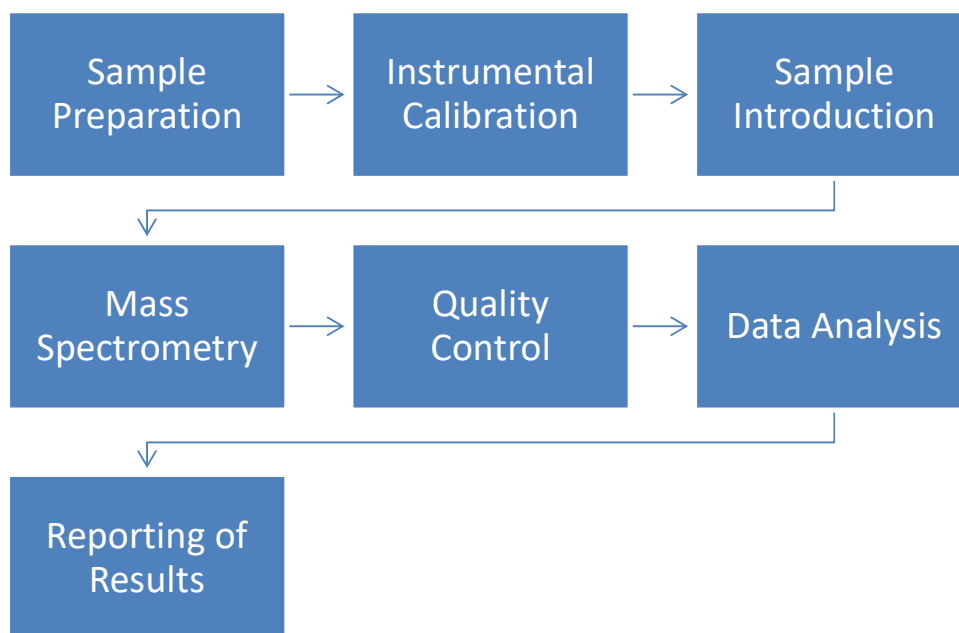 Sample
Preparation
Instrumental
Calibration
Sample
Introduction
Mass
Spectrometry
Quality
Control
Data Analysis
Reporting of
Results